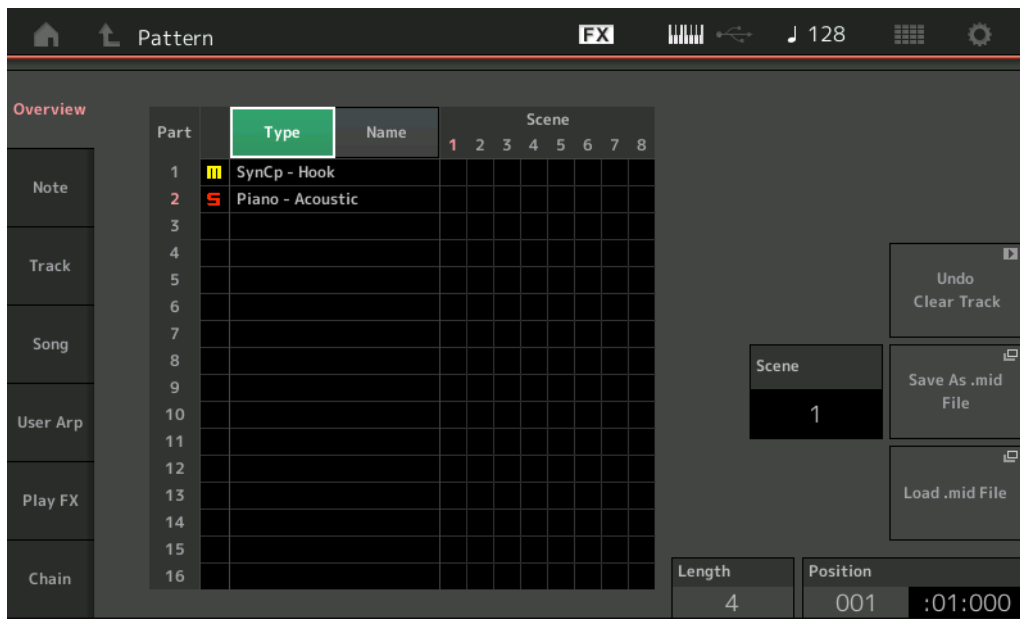 Pattern FX 128
Overview
Note
Track
Song
User Arp
Play FX
Chain
Part Type Name Scene
1 2 3 4 5 6 7 8
1 M SynCp - Hook
2 S Piano - Acoustic
3
4
5
6
7
8
9
10
11
12
13
14
15
16
Scene
1
Undo
Clear Track
Save As .mid
File
Load .mid File
Length
4
Position
001 :01:000